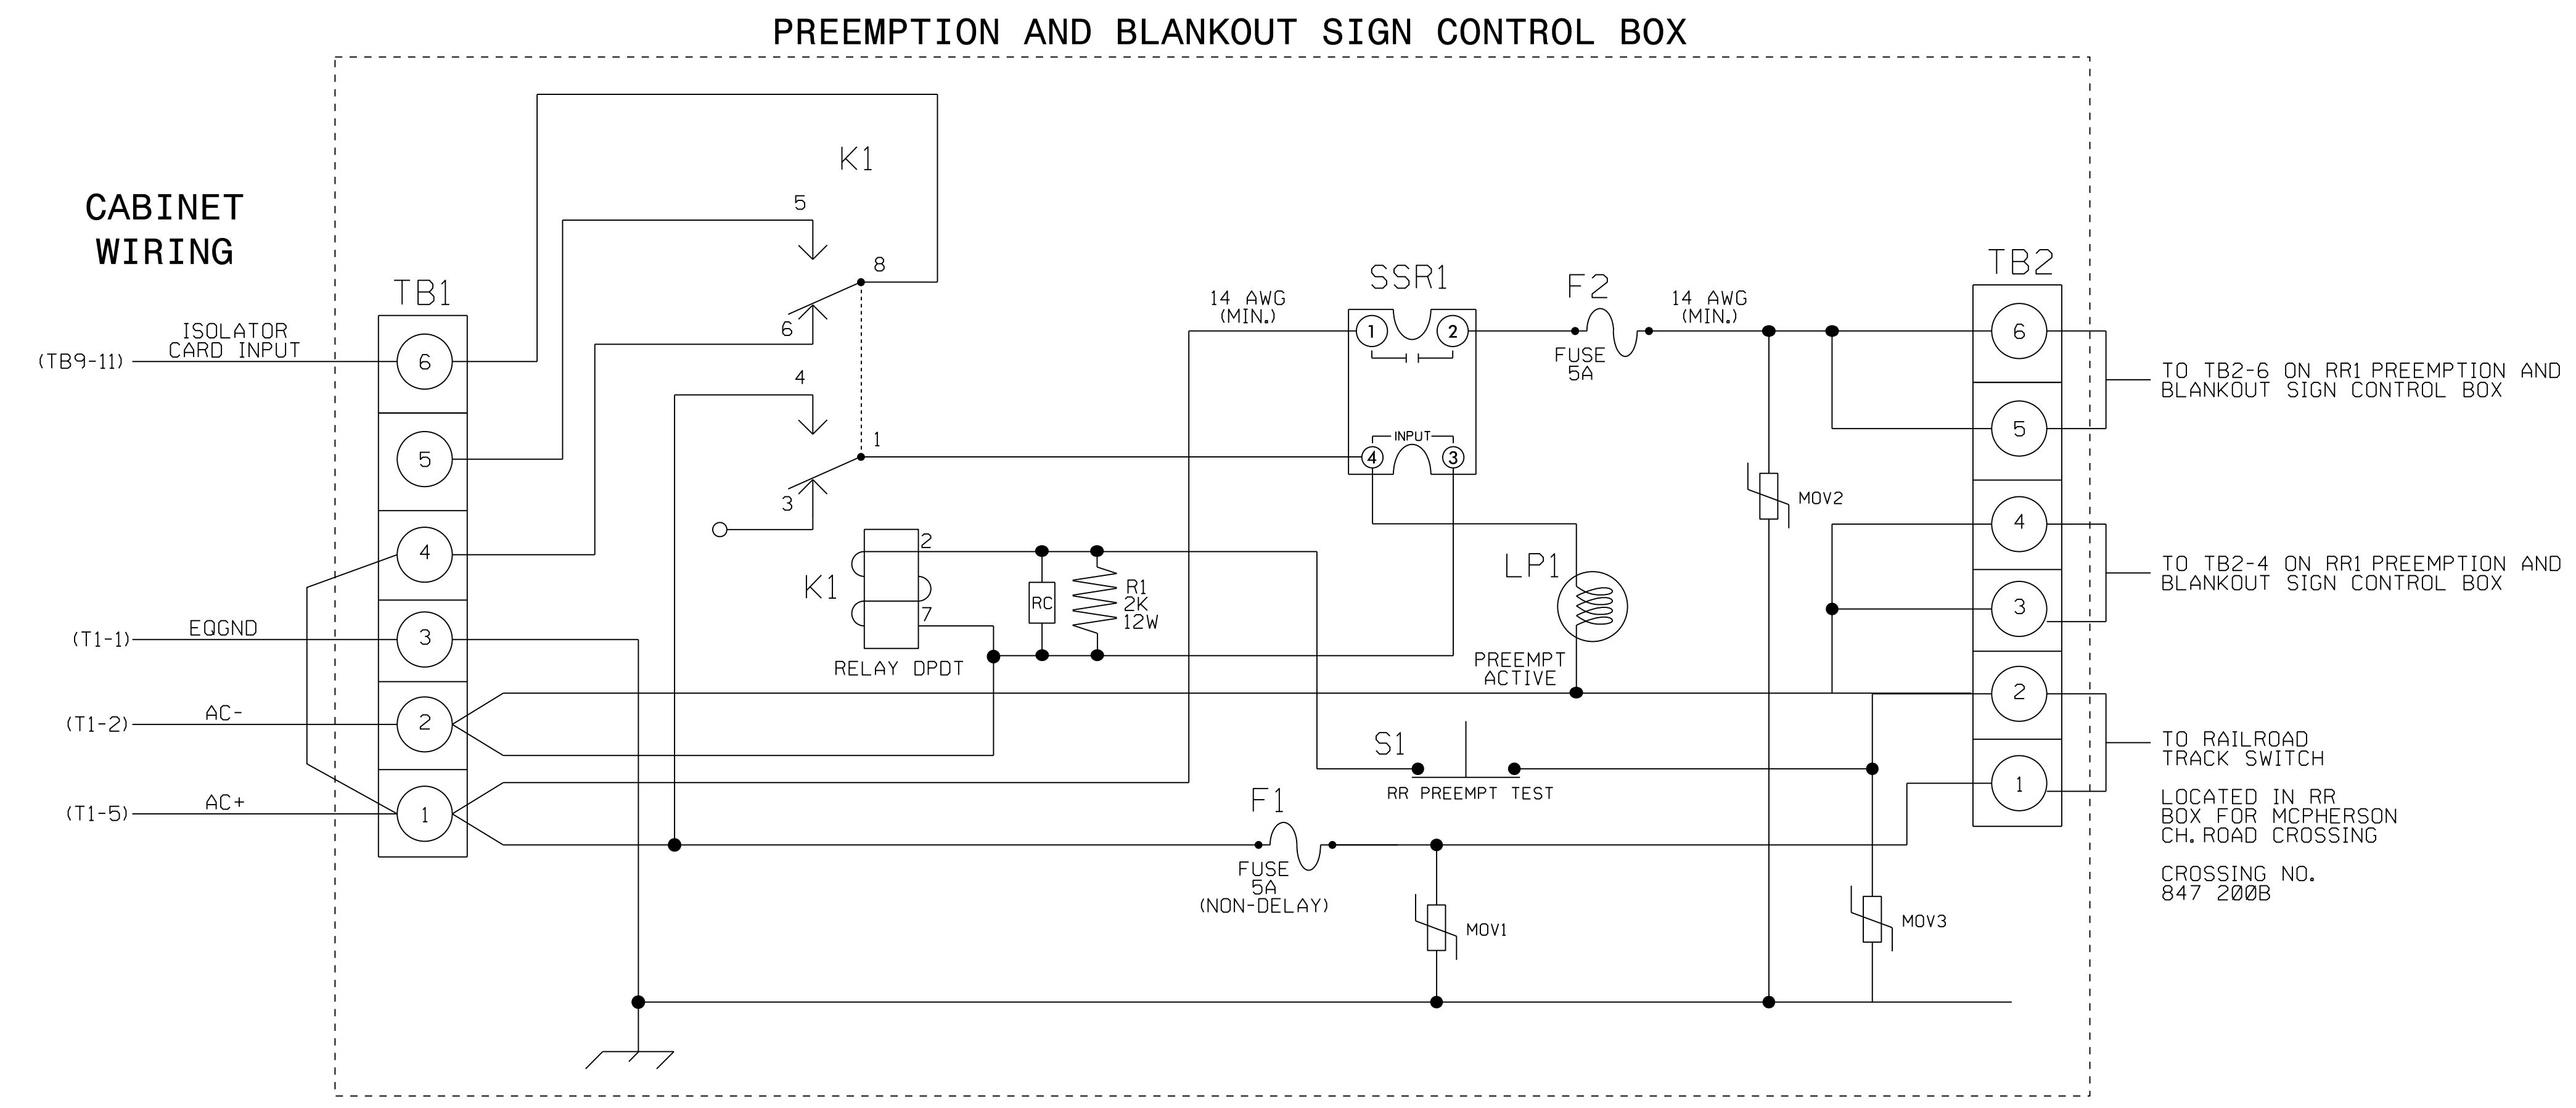 PREEMPTION AND BLANKOUT SIGN CONTROL BOX
CABINET
WIRING
TB1
(TB9-11)
ISOLATOR
CARD INPUT
6
5
4
(T1-1)
EQGND
3
(T1-2)
AC-
2
(T1-5)
AC+
1
K1
5
8
6
4
1
3
K1
2
7
RELAY DPDT
RC
R1
2K
12W
14 AWG
(MIN.)
SSR1
1
2
INPUT
4
3
F2
FUSE
5A
14 AWG
(MIN.)
LP1
PREEMPT
ACTIVE
S1
RR PREEMPT TEST
F1
FUSE
5A
(NON-DELAY)
MOV1
MOV2
MOV3
TB2
6
5
4
3
2
1
TO TB2-6 ON RR1 PREEMPTION AND
BLANKOUT SIGN CONTROL BOX
TO TB2-4 ON RR1 PREEMPTION AND
BLANKOUT SIGN CONTROL BOX
TO RAILROAD
TRACK SWITCH
LOCATED IN RR
BOX FOR MCPHERSON
CH. ROAD CROSSING
CROSSING NO.
847 200B